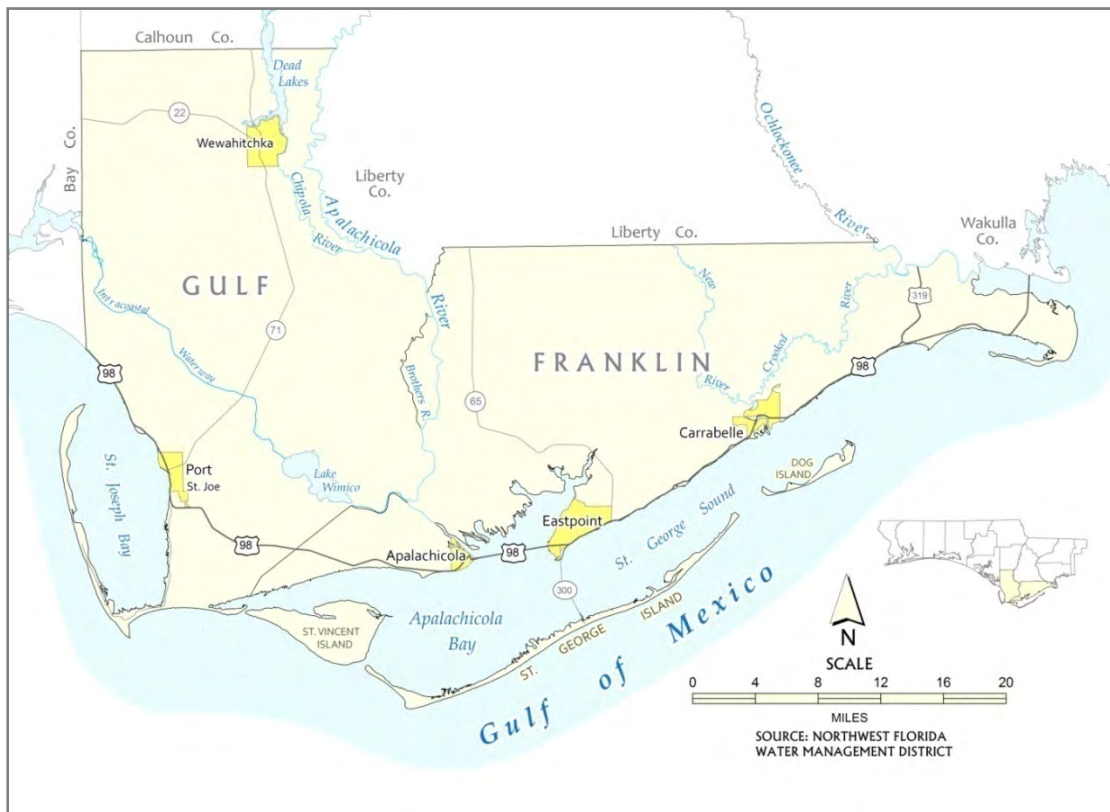 Calhoun Co.
Dead
Lakes
22
Wewahitchka
Bay Co.
Ochlockonee
River
Liberty
Co.
Chipola
River
Apalachicola
River
Liberty Co.
Wakulla
Co.
GULF
Intracoastal
Waterway
71
New
River
Crooked
River
319
98
FRANKLIN
98
Brothers R.
65
Carrabelle
Port
St. Joe
St. Joseph Bay
Lake
Wimico
DOG
ISLAND
Eastpoint
St. George Sound
98
Apalachicola
98
300
Apalachicola
Bay
ST. VINCENT
ISLAND
ST. GEORGE ISLAND
Gulf of Mexico
N
SCALE
0 4 8 12 16 20
MILES
SOURCE: NORTHWEST FLORIDA
WATER MANAGEMENT DISTRICT